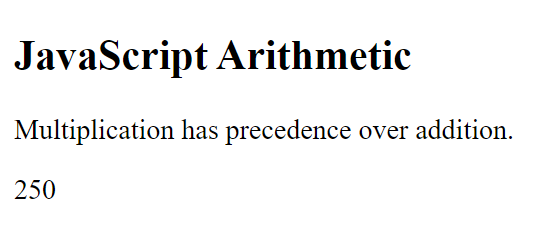 JavaScript Arithmetic
Multiplication has precedence over addition.
250